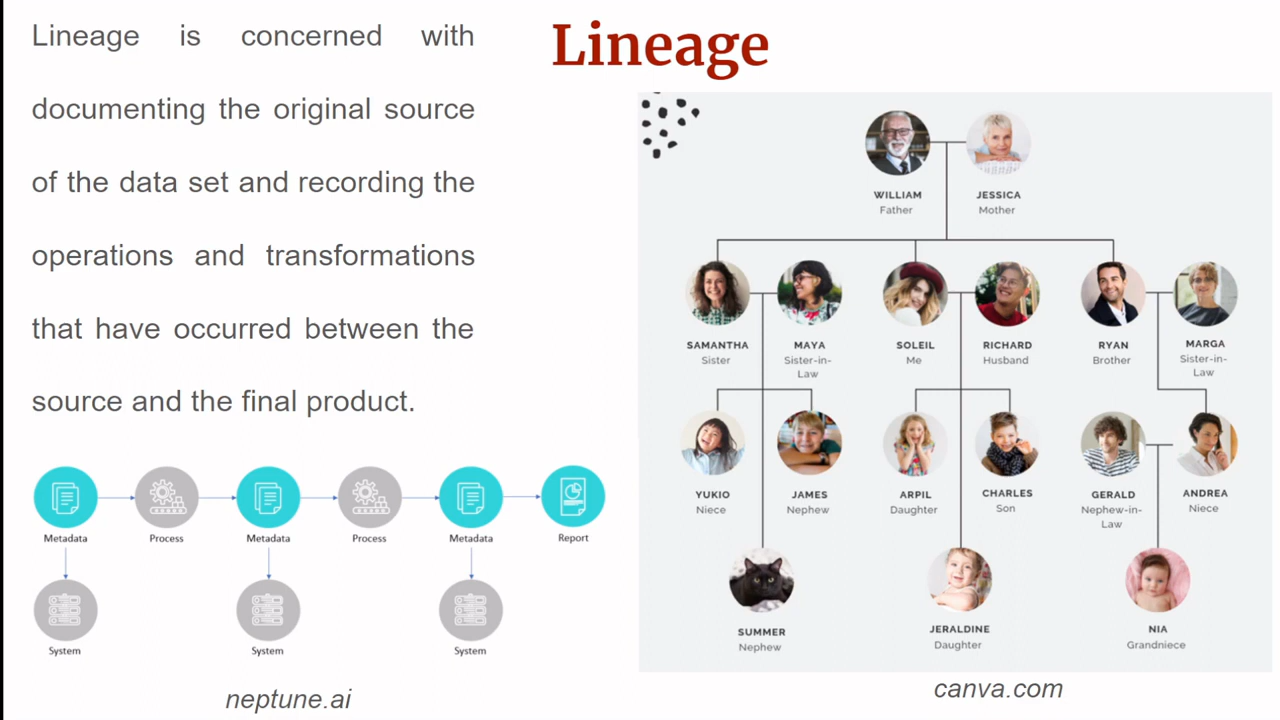 Lineage
Lineage is concerned with
documenting the original source
of the data set and recording the
operations and transformations
that have occurred between the
source and the final product.
Metadata
Process
Metadata
Process
Metadata
Report
System
System
System
neptune.ai
WILLIAM
Father
JESSICA
Mother
SAMANTHA
Sister
MAYA
Sister-in-
Law
SOLEIL
Me
RICHARD
Husband
RYAN
Brother
MARGA
Sister-in-
Law
YUKIO
Niece
JAMES
Nephew
ARPIL
Daughter
CHARLES
Son
GERALD
Nephew-in-
Law
ANDREA
Niece
SUMMER
Nephew
JERALDINE
Daughter
NIA
Grandniece
canva.com